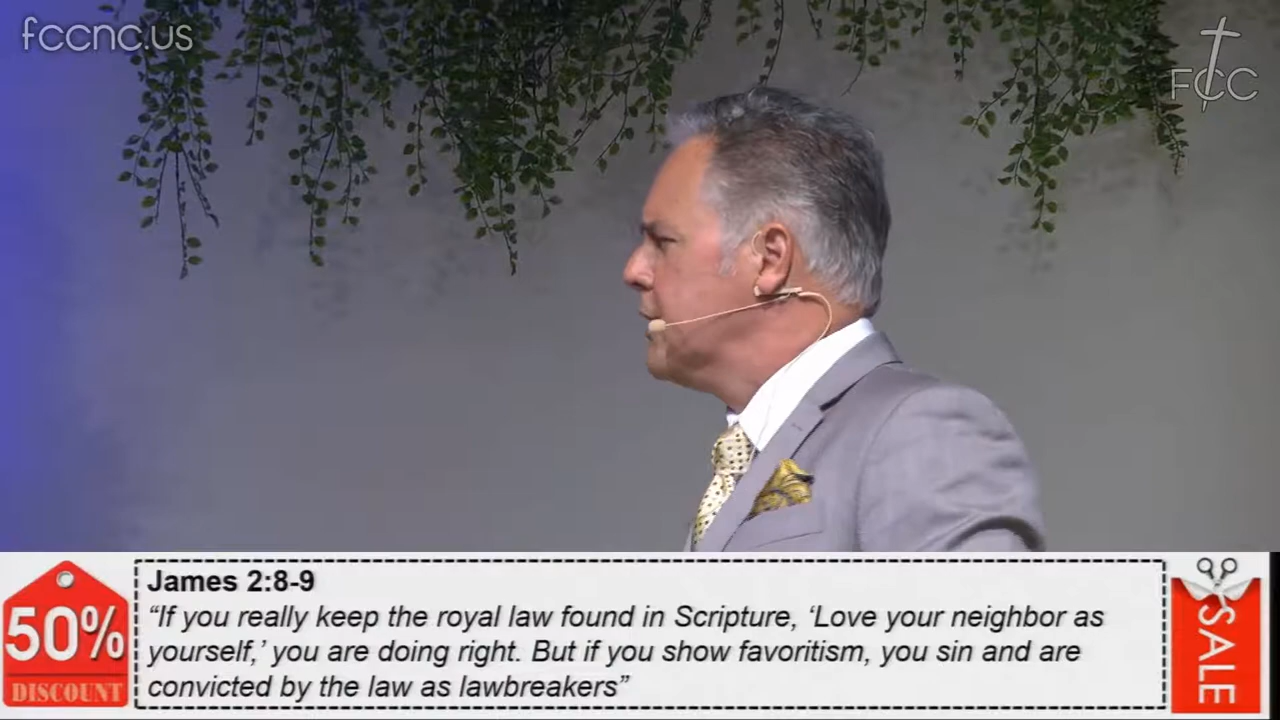 fccnc.us
FCC
James 2:8-9
“If you really keep the royal law found in Scripture, ‘Love your neighbor as
yourself,’ you are doing right. But if you show favoritism, you sin and are
convicted by the law as lawbreakers”
50%
DISCOUNT
SALE